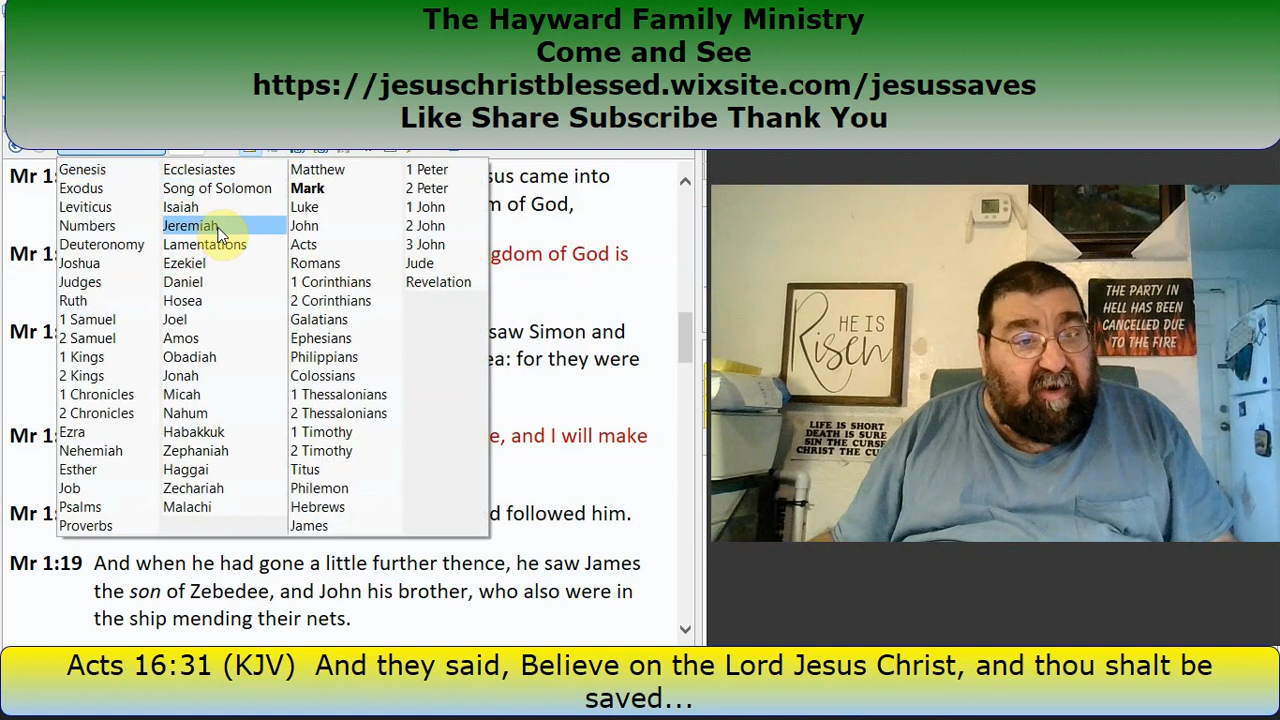 The Hayward Family Ministry
Come and See
https://jesuschristblessed.wixsite.com/jesussaves
Like Share Subscribe Thank You
Genesis
Exodus
Leviticus
Numbers
Deuteronomy
Joshua
Judges
Ruth
1 Samuel
2 Samuel
1 Kings
2 Kings
1 Chronicles
2 Chronicles
Ezra
Nehemiah
Esther
Job
Psalms
Proverbs
Ecclesiastes
Song of Solomon
Isaiah
Jeremiah
Lamentations
Ezekiel
Daniel
Hosea
Joel
Amos
Obadiah
Jonah
Micah
Nahum
Habakkuk
Zephaniah
Haggai
Zechariah
Malachi
Matthew
Mark
Luke
John
Acts
Romans
1 Corinthians
2 Corinthians
Galatians
Ephesians
Philippians
Colossians
1 Thessalonians
2 Thessalonians
1 Timothy
2 Timothy
Titus
Philemon
Hebrews
James
1 Peter
2 Peter
1 John
2 John
3 John
Jude
Revelation
Mr came into
of God,
Mr of God is
Mr saw Simon and
for they were
Mr and I will make
Mr followed him.
Mr 1:19 And when he had gone a little further thence, he saw James
the son of Zebedee, and John his brother, who also were in
the ship mending their nets.
HE IS
Risen
THE PARTY IN
HELL HAS BEEN
CANCELLED DUE
TO THE FIRE
LIFE IS SHORT
DEATH IS SURE
SIN THE CURSE
CHRIST THE
Acts 16:31 (KJV) And they said, Believe on the Lord Jesus Christ, and thou shalt be
saved...